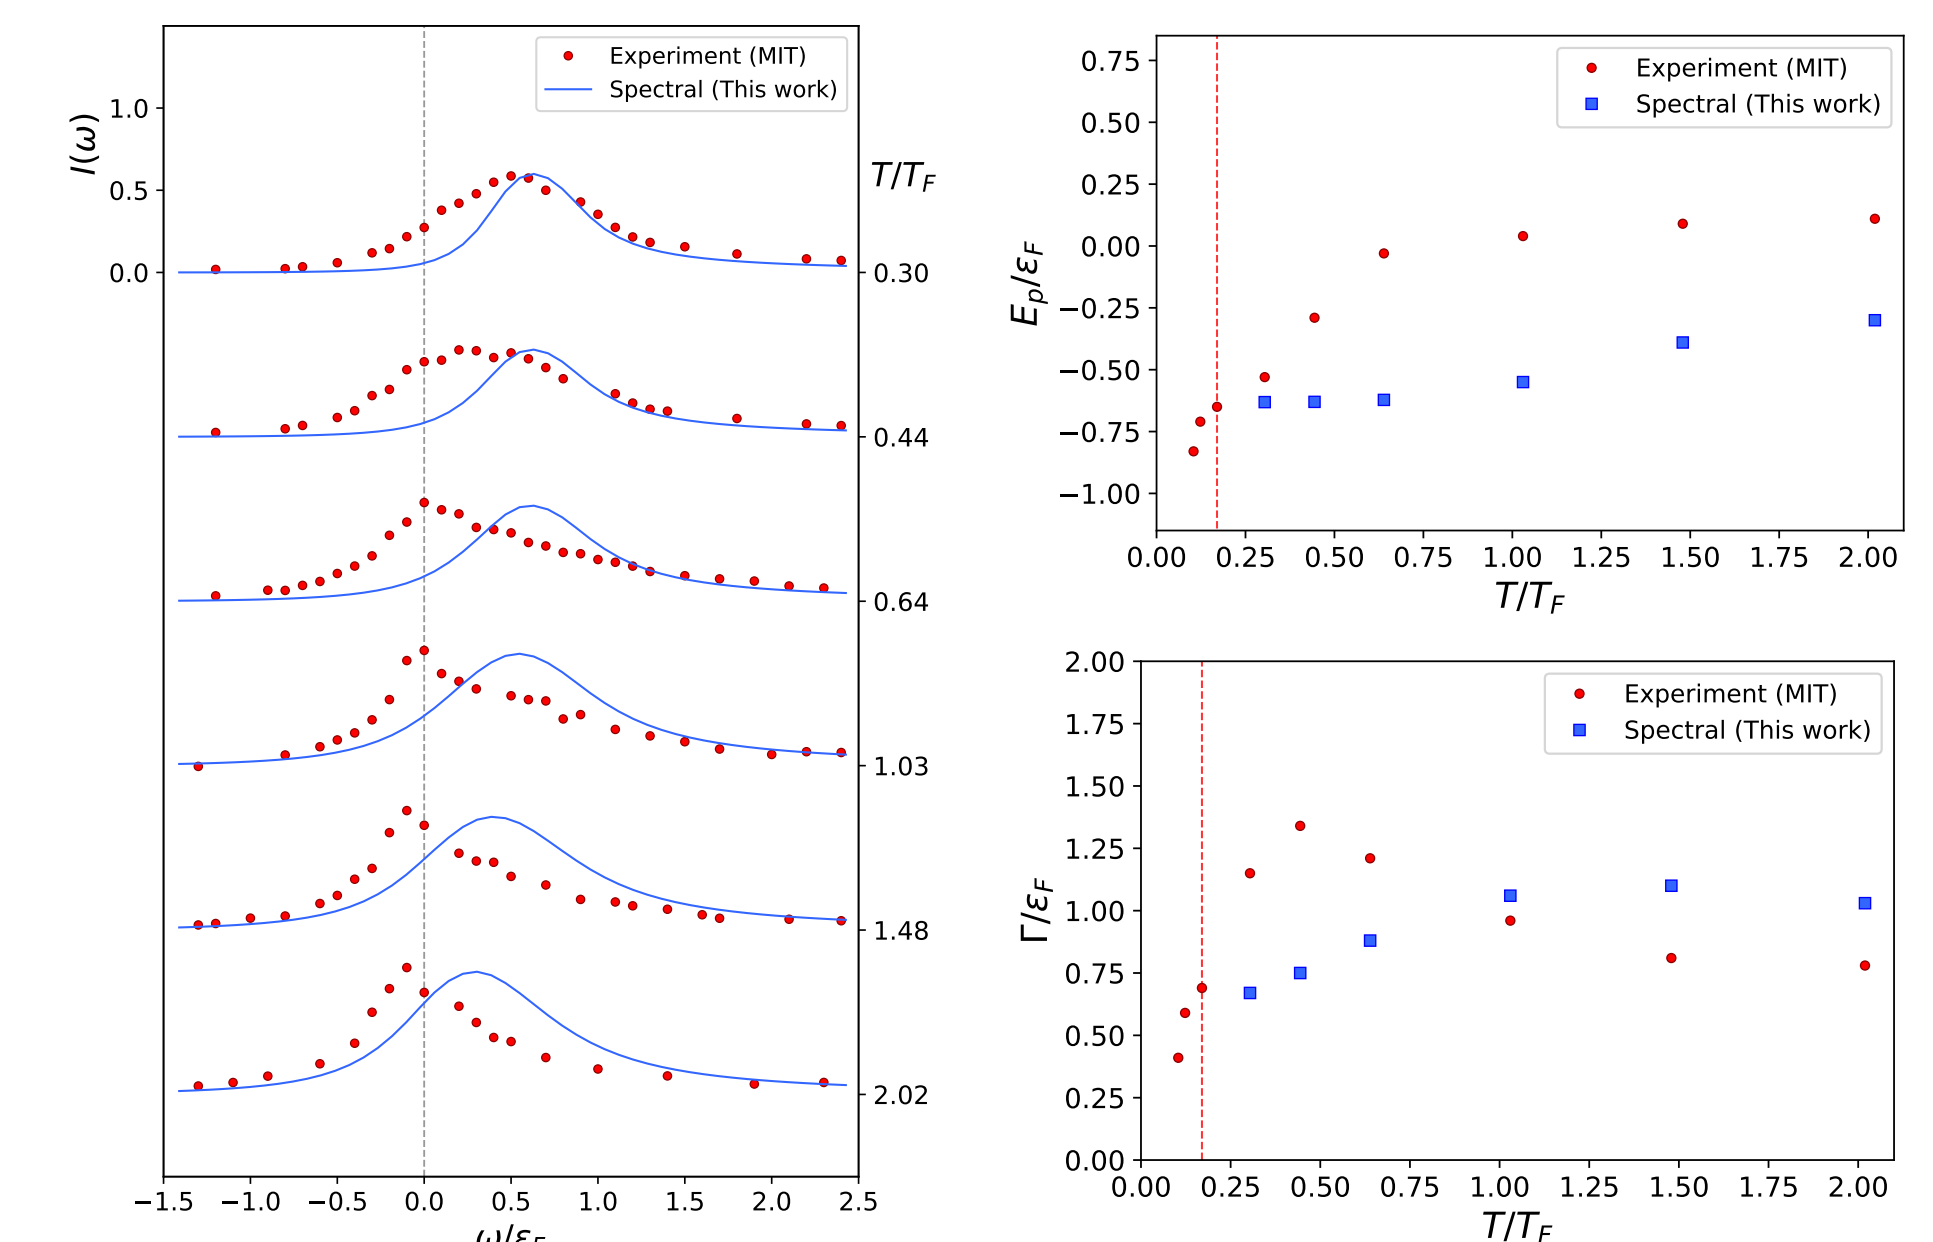 Experiment (MIT)
Spectral (This work)
I(ω)
1.0
0.5
0.0
T/T_F
0.30
0.44
0.64
1.03
1.48
2.02
−1.5 −1.0 −0.5 0.0 0.5 1.0 1.5 2.0 2.5
ω/ε_F
Experiment (MIT)
Spectral (This work)
E_p/ε_F
0.75
0.50
0.25
0.00
−0.25
−0.50
−0.75
−1.00
0.00 0.25 0.50 0.75 1.00 1.25 1.50 1.75 2.00
T/T_F
Experiment (MIT)
Spectral (This work)
Γ/ε_F
2.00
1.75
1.50
1.25
1.00
0.75
0.50
0.25
0.00
0.00 0.25 0.50 0.75 1.00 1.25 1.50 1.75 2.00
T/T_F